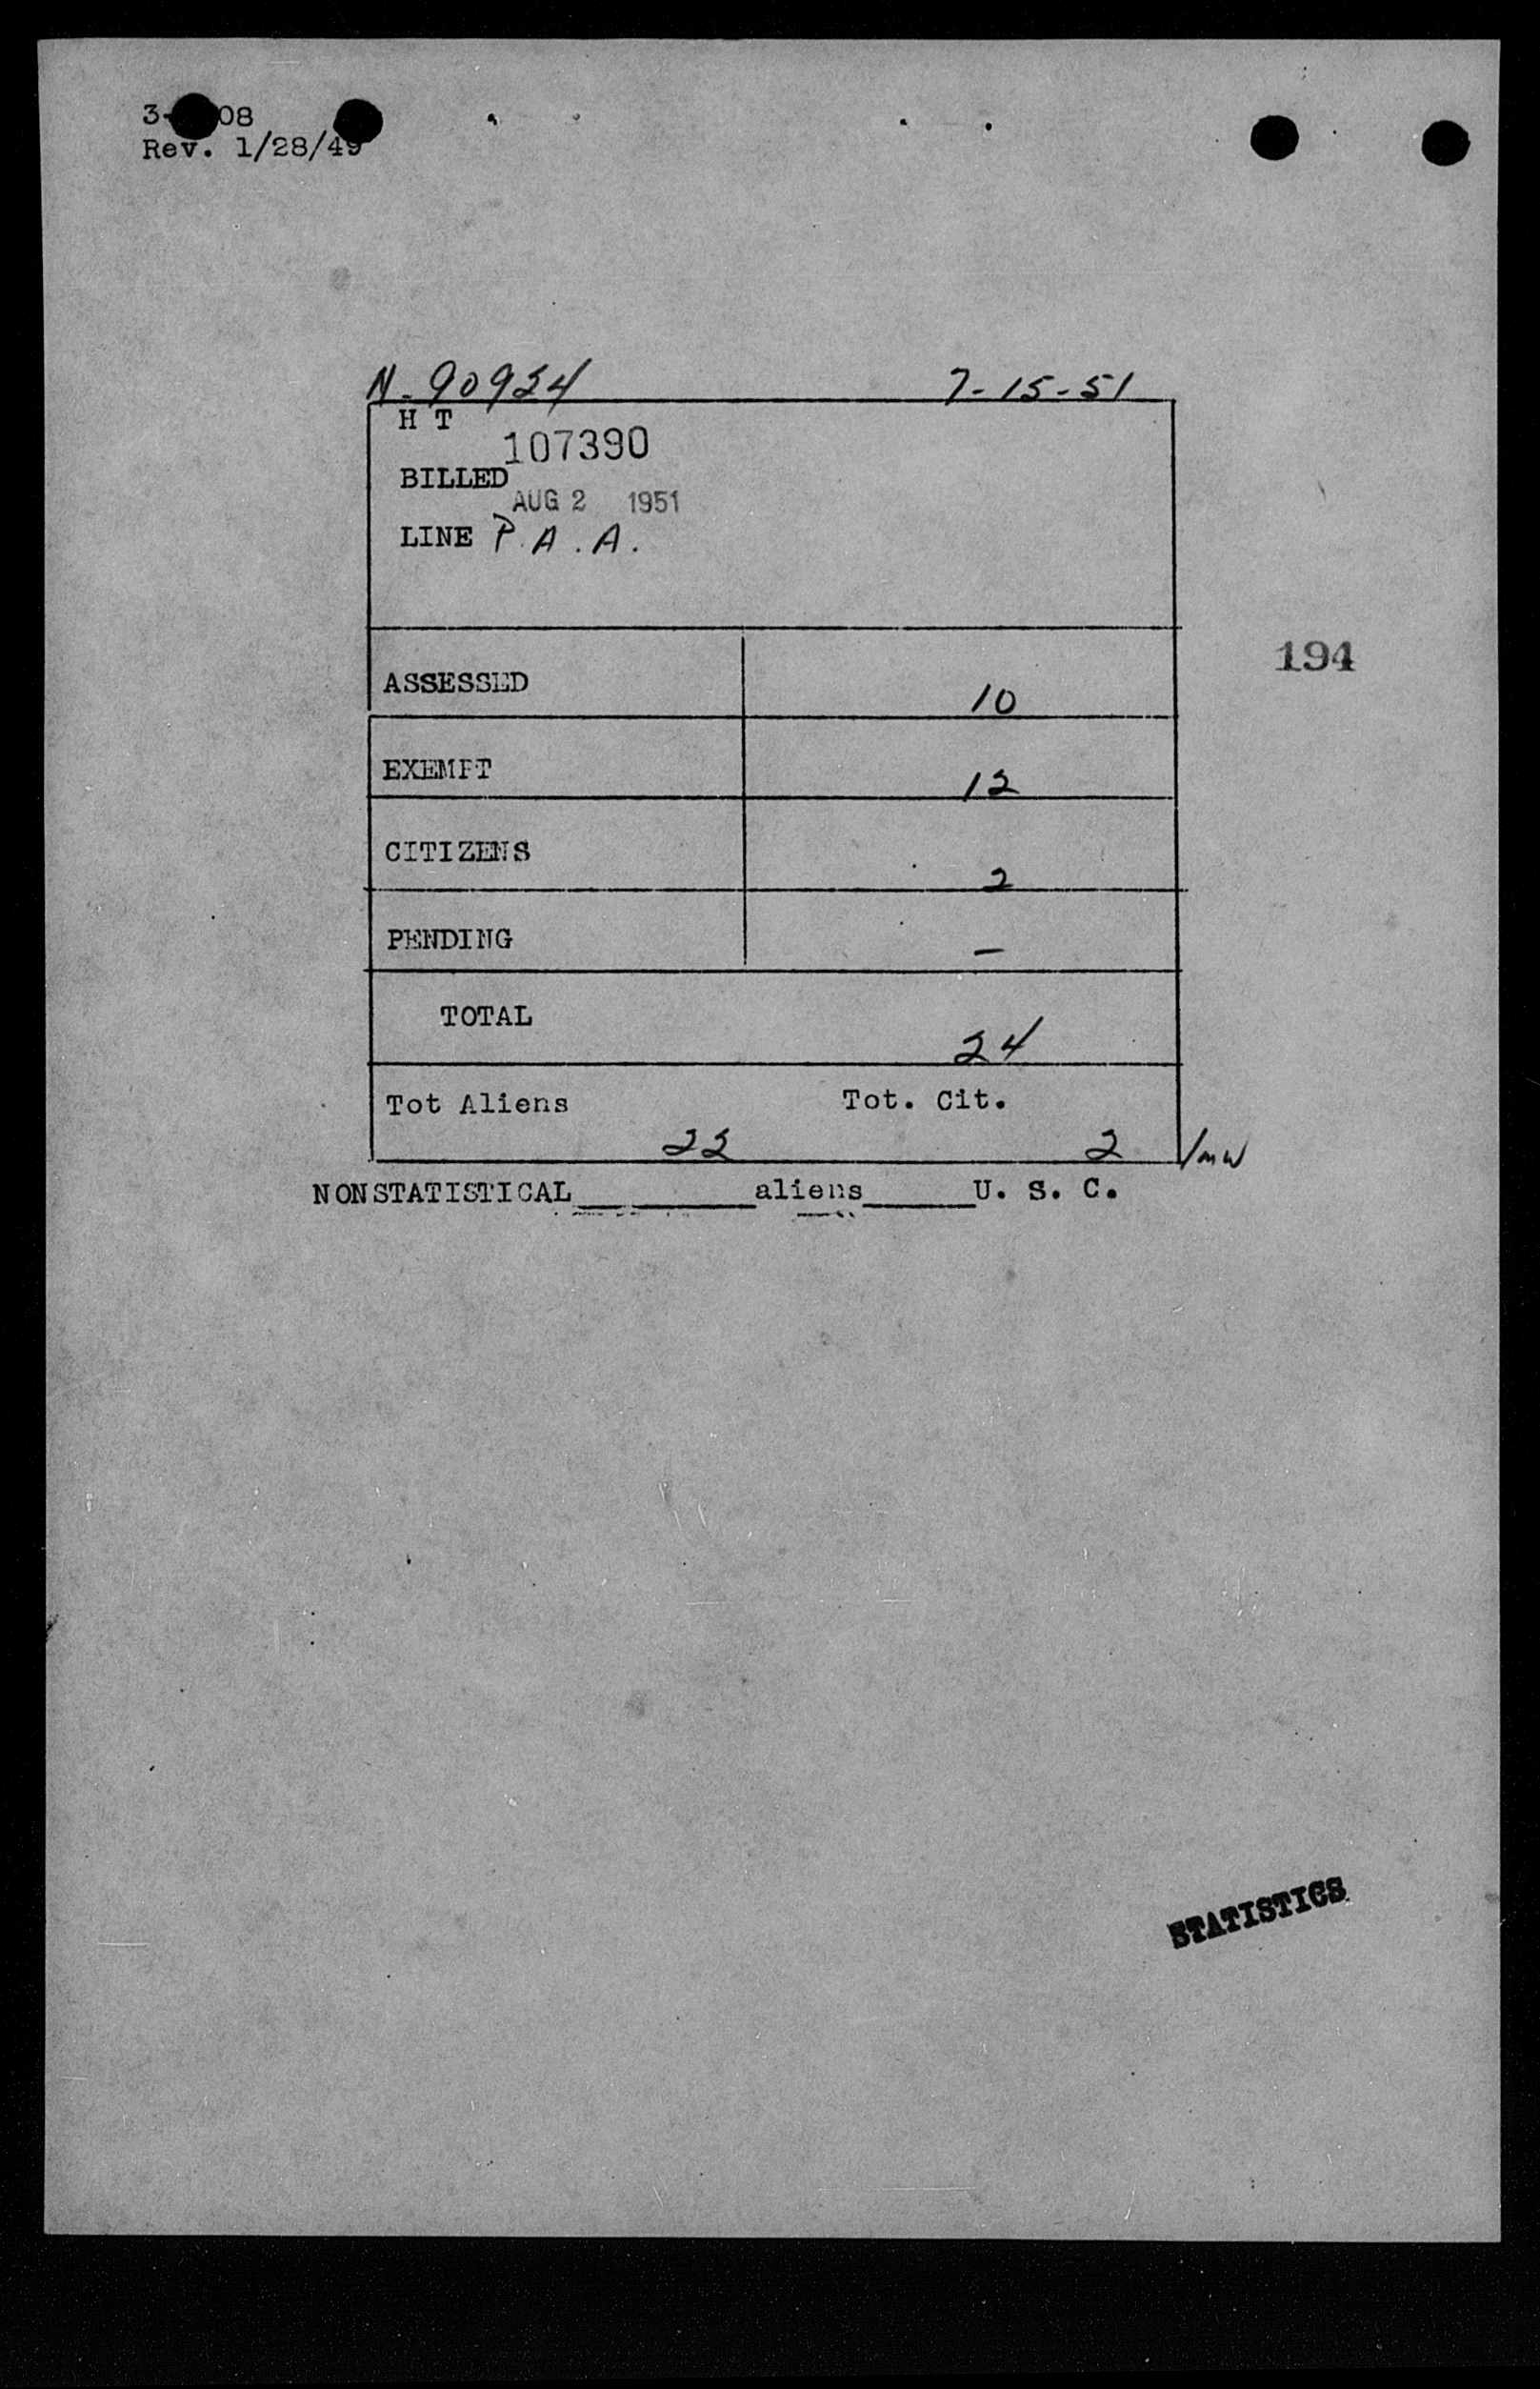 08
Rev. 1/28/49
N-90924 7-15-51
H T
107390
BILLED
AUG 2 1951
LINE P.A.A.
194
ASSESSED 10
EXEMPT 12
CITIZENS 2
PENDING —
TOTAL
24
Tot Aliens Tot. Cit.
22 2 /mw
NONSTATISTICAL aliens U. S. C.
STATISTICS